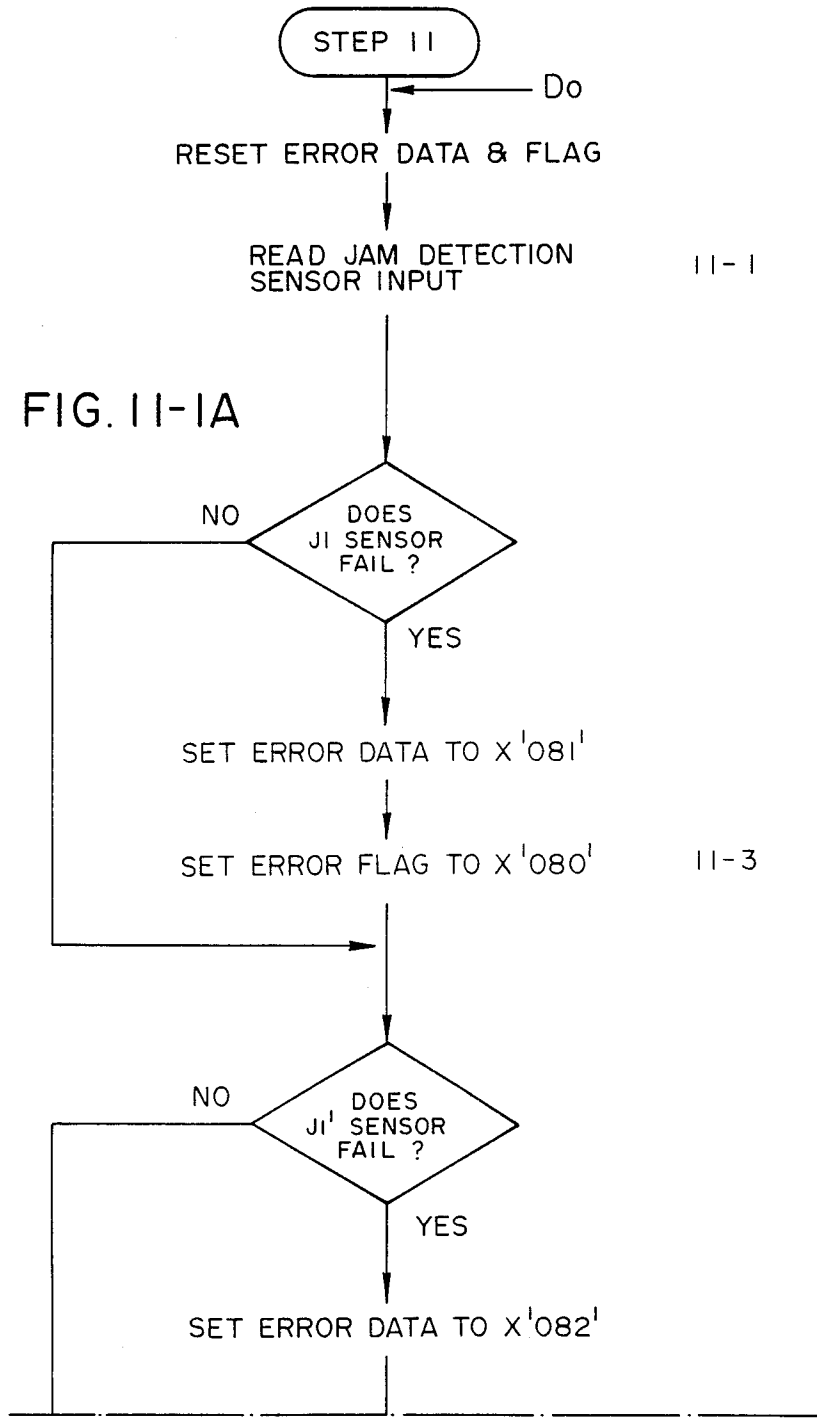 STEP 11
Do
RESET ERROR DATA & FLAG
READ JAM DETECTION
SENSOR INPUT
11-1
FIG. 11-1A
NO
DOES
J1 SENSOR
FAIL ?
YES
SET ERROR DATA TO X'081'
SET ERROR FLAG TO X'080'
11-3
NO
DOES
J1' SENSOR
FAIL ?
YES
SET ERROR DATA TO X'082'